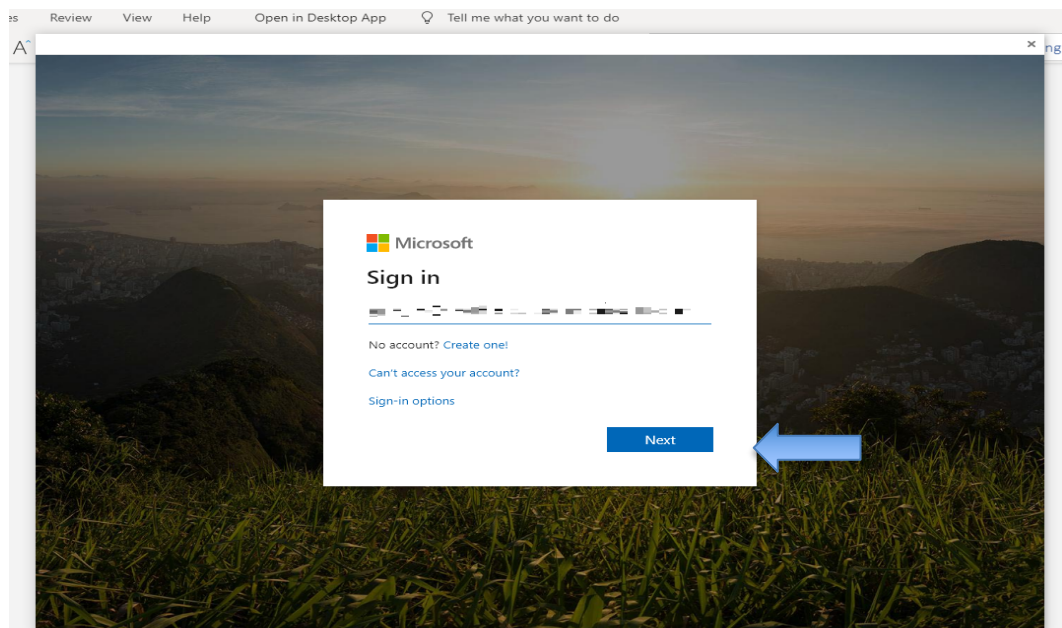 es Review View Help Open in Desktop App Tell me what you want to do
A ng
Microsoft
Sign in
No account? Create one!
Can't access your account?
Sign-in options
Next